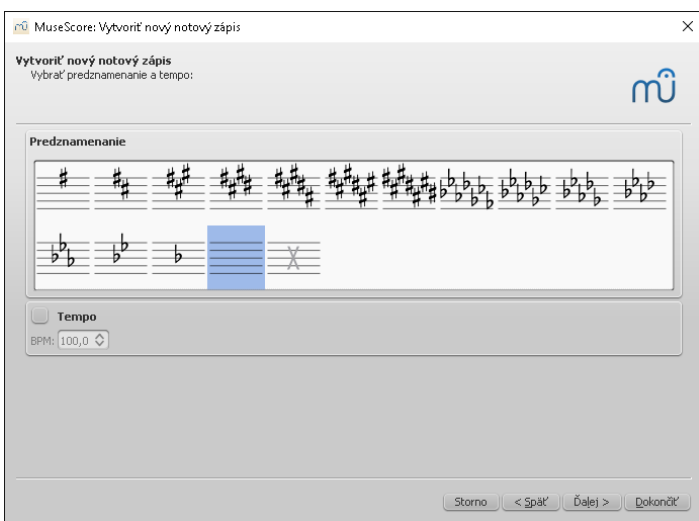 MuseScore: Vytvoriť nový notový zápis
Vytvoriť nový notový zápis
Vybrať predznamenanie a tempo:
Predznamenanie
Tempo
BPM: 100,0
Storno < Späť Ďalej > Dokončiť